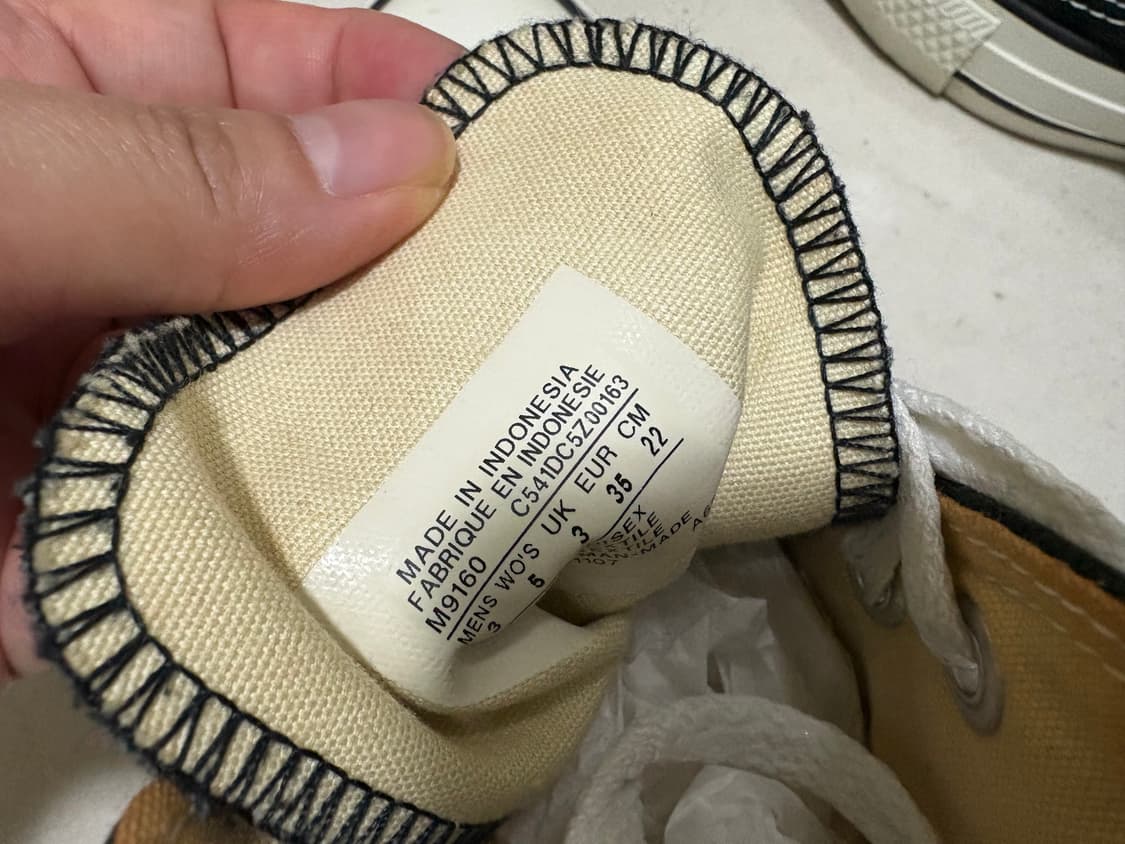 MADE IN INDONESIA
FABRIQUE EN INDONESIE
M9160 C541DC5Z00163
MENS WO'S UK EUR CM
3 5 3 35 22